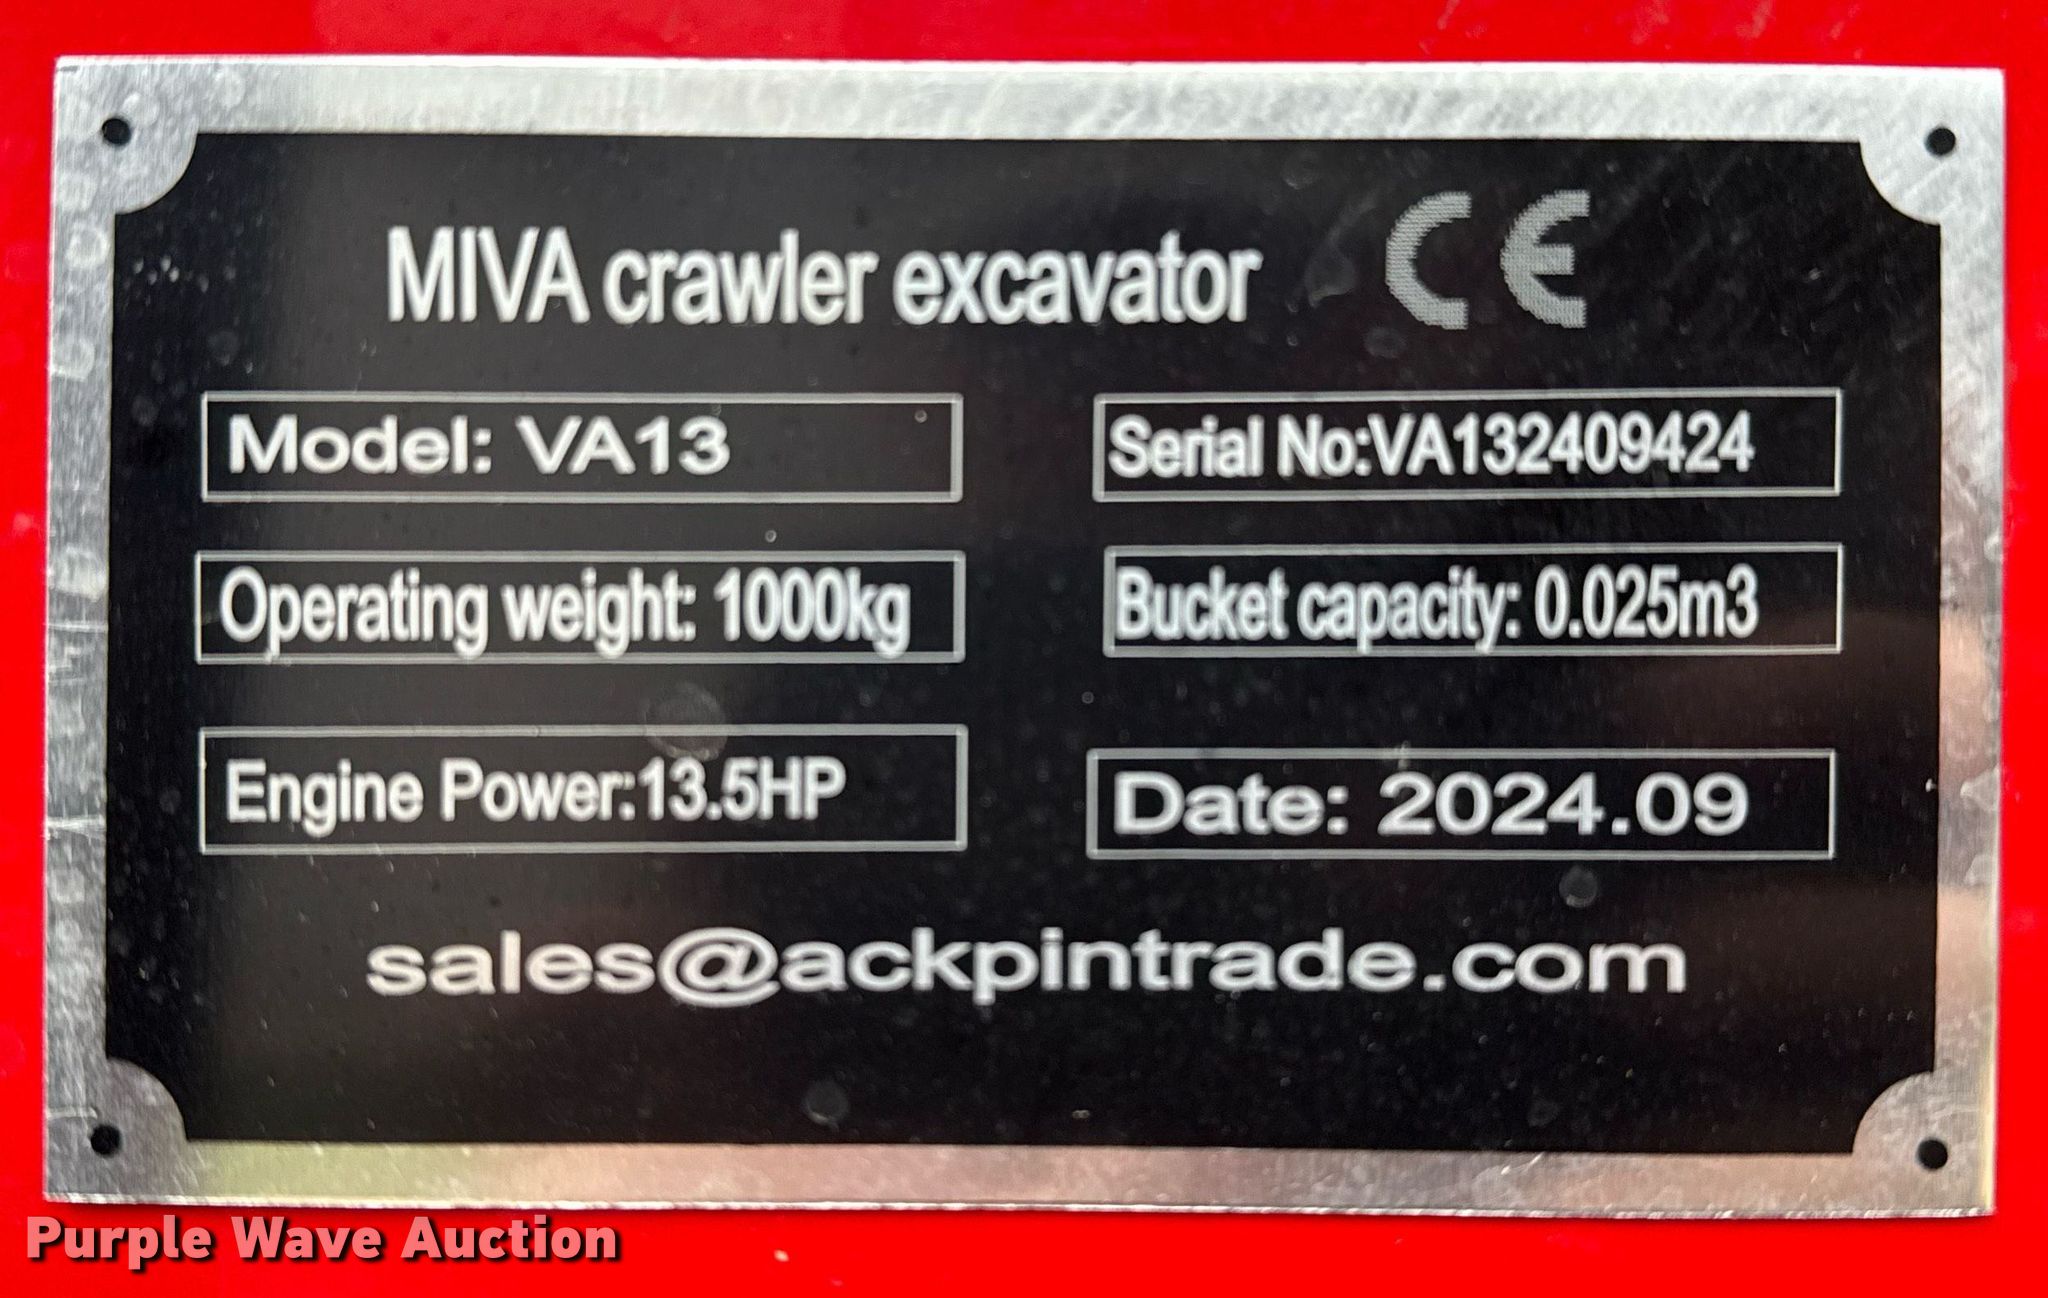 MIVA crawler excavator CE
Model: VA13
Serial No:VA132409424
Operating weight: 1000kg
Bucket capacity: 0.025m3
Engine Power:13.5HP
Date: 2024.09
sales@ackpintrade.com
Purple Wave Auction